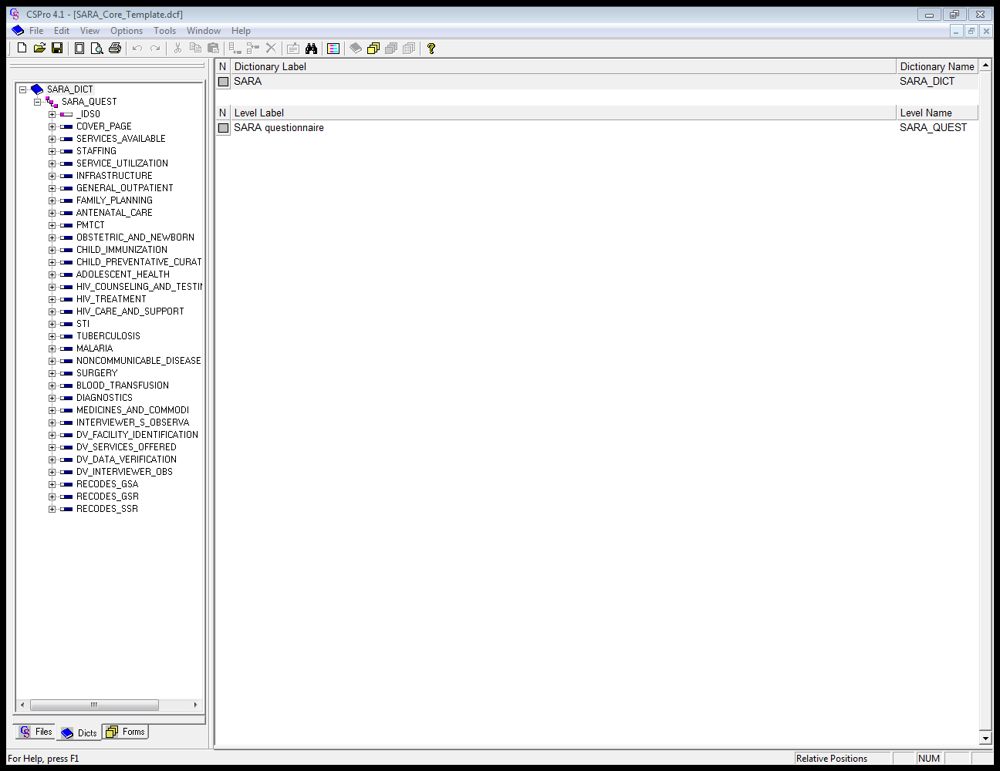 CSPro 4.1 - [SARA_Core_Template.dcf]
File Edit View Options Tools Window Help
N Dictionary Label Dictionary Name
SARA SARA_DICT
N Level Label Level Name
SARA questionnaire SARA_QUEST
SARA_DICT
SARA_QUEST
_IDS0
COVER_PAGE
SERVICES_AVAILABLE
STAFFING
SERVICE_UTILIZATION
INFRASTRUCTURE
GENERAL_OUTPATIENT
FAMILY_PLANNING
ANTENATAL_CARE
PMTCT
OBSTETRIC_AND_NEWBORN
CHILD_IMMUNIZATION
CHILD_PREVENTATIVE_CURAT
ADOLESCENT_HEALTH
HIV_COUNSELING_AND_TESTIN
HIV_TREATMENT
HIV_CARE_AND_SUPPORT
STI
TUBERCULOSIS
MALARIA
NONCOMMUNICABLE_DISEASE
SURGERY
BLOOD_TRANSFUSION
DIAGNOSTICS
MEDICINES_AND_COMMODI
INTERVIEWER_S_OBSERVA
DV_FACILITY_IDENTIFICATION
DV_SERVICES_OFFERED
DV_DATA_VERIFICATION
DV_INTERVIEWER_OBS
RECODES_GSA
RECODES_GSR
RECODES_SSR
Files Dicts Forms
For Help, press F1 Relative Positions NUM